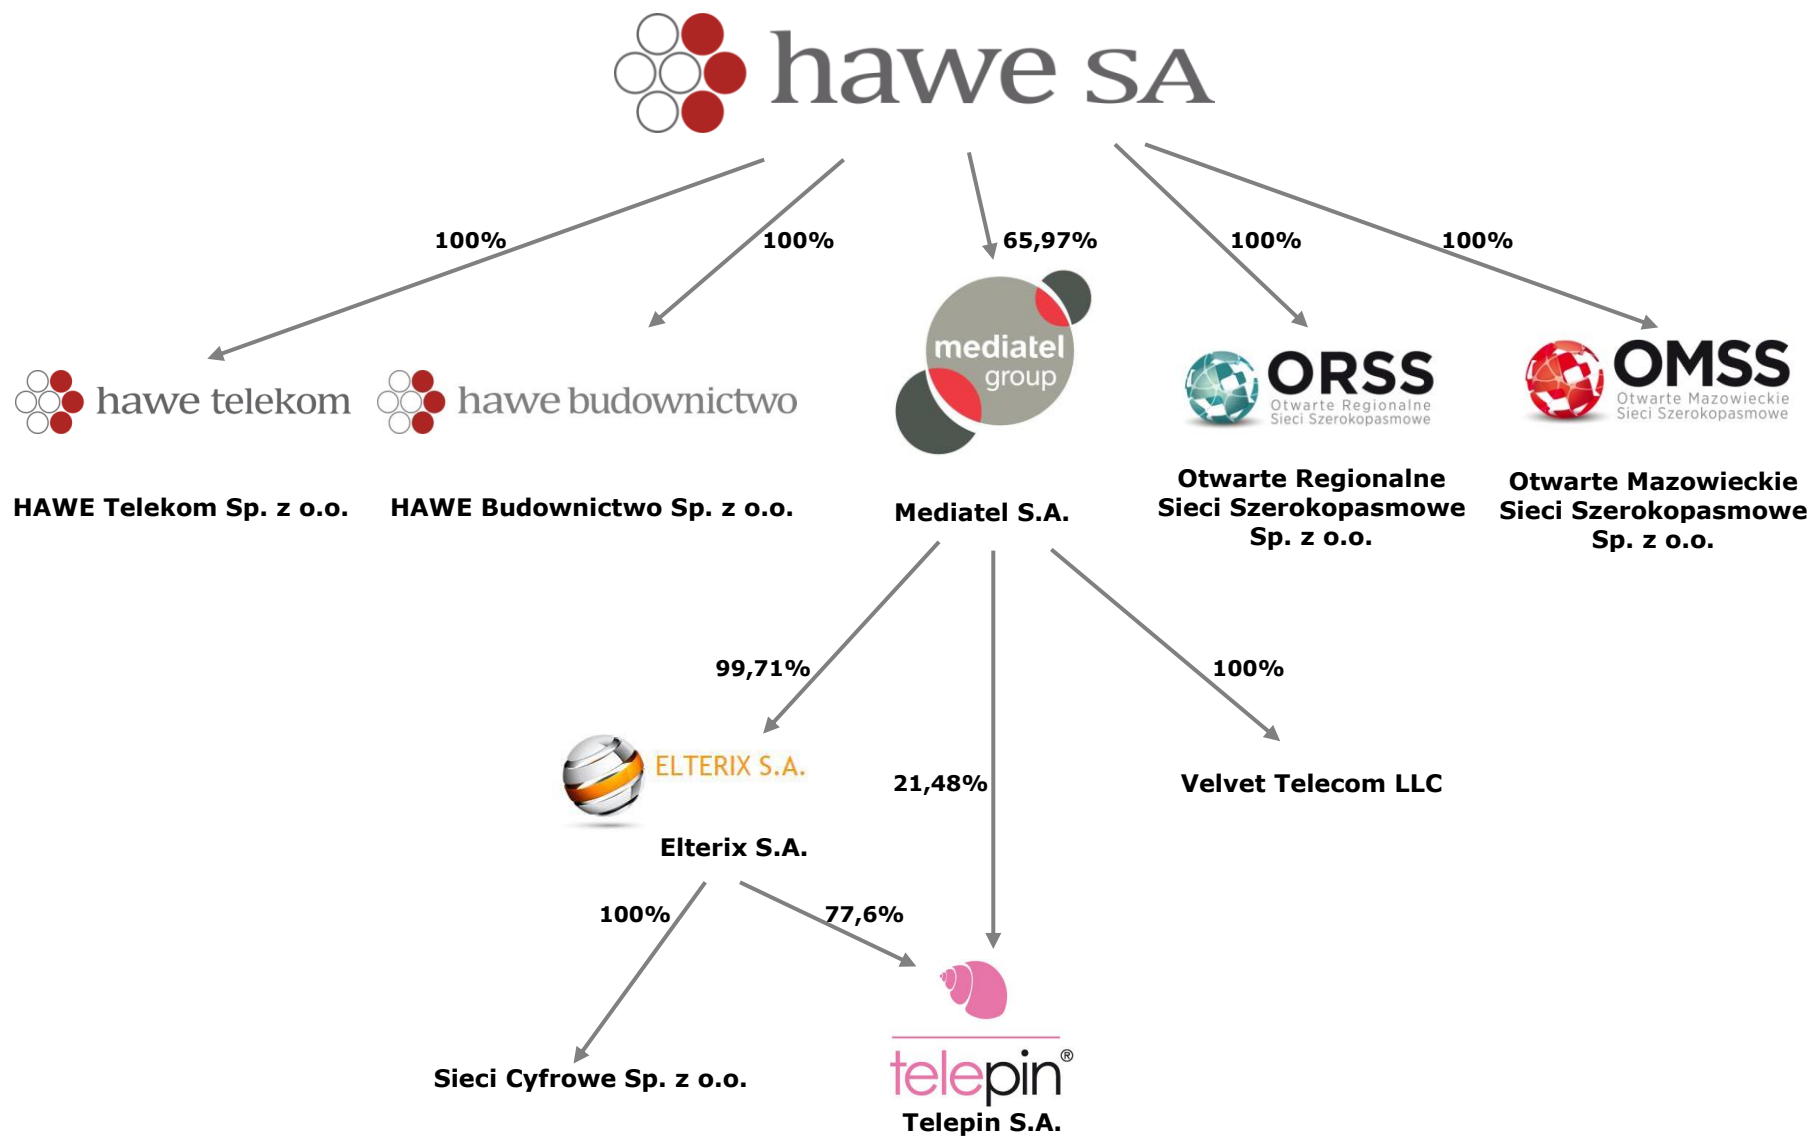 hawe SA
100%
100%
65,97%
100%
100%
hawe telekom
hawe budownictwo
mediatel
group
ORSS
Otwarte Regionalne
Sieci Szerokopasmowe
OMSS
Otwarte Mazowieckie
Sieci Szerokopasmowe
HAWE Telekom Sp. z o.o.
HAWE Budownictwo Sp. z o.o.
Mediatel S.A.
Otwarte Regionalne
Sieci Szerokopasmowe
Sp. z o.o.
Otwarte Mazowieckie
Sieci Szerokopasmowe
Sp. z o.o.
99,71%
100%
ELTERIX S.A.
21,48%
Velvet Telecom LLC
Elterix S.A.
100%
77,6%
Sieci Cyfrowe Sp. z o.o.
telepin®
Telepin S.A.